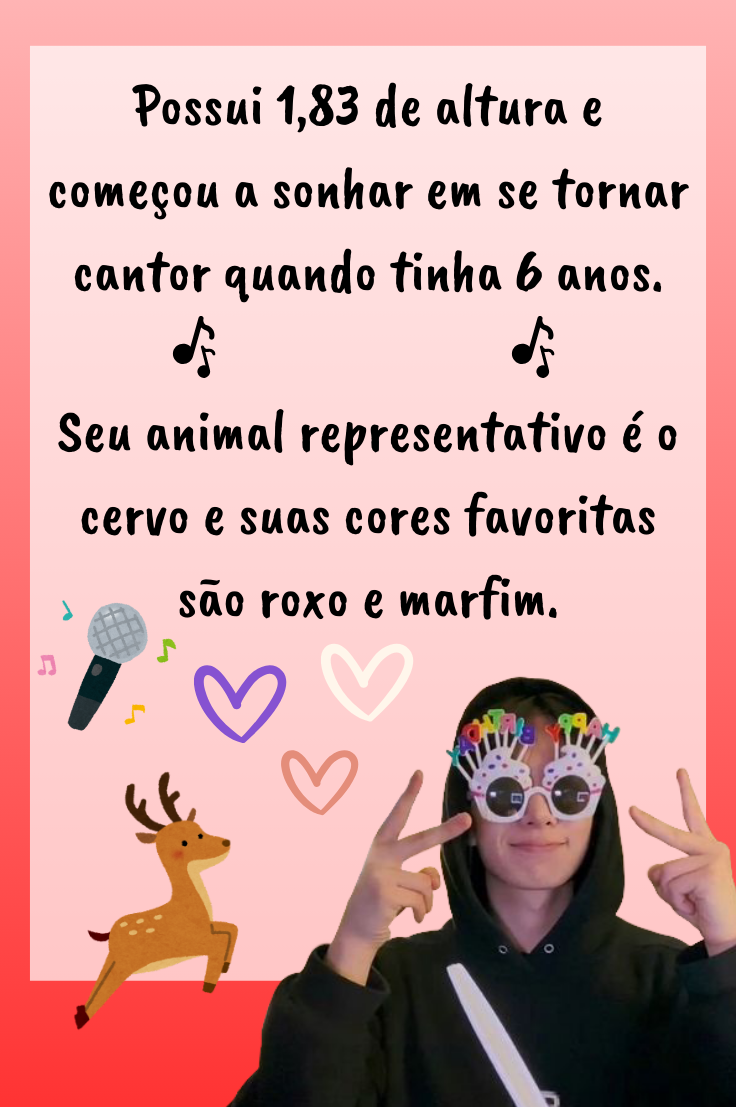 Possui 1,83 de altura e
começou a sonhar em se tornar
cantor quando tinha 6 anos.
Seu animal representativo é o
cervo e suas cores favoritas
são roxo e marfim.
HAPPY BIRTHDAY